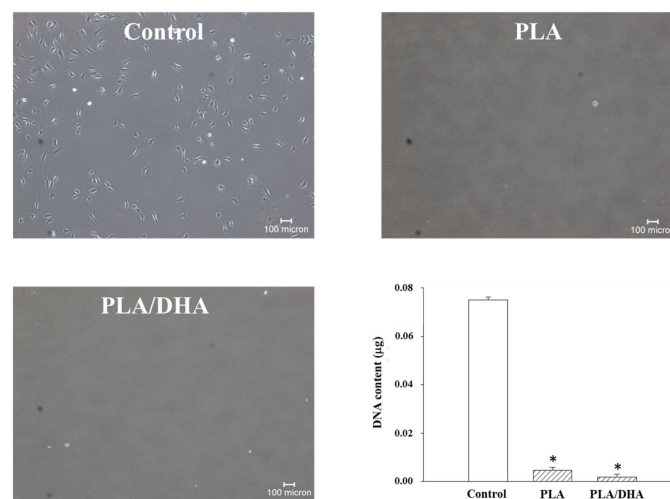 Control
100 micron
PLA
100 micron
PLA/DHA
100 micron
DNA content (µg)
0.08
0.06
0.04
0.02
0.00
*
*
Control
PLA
PLA/DHA